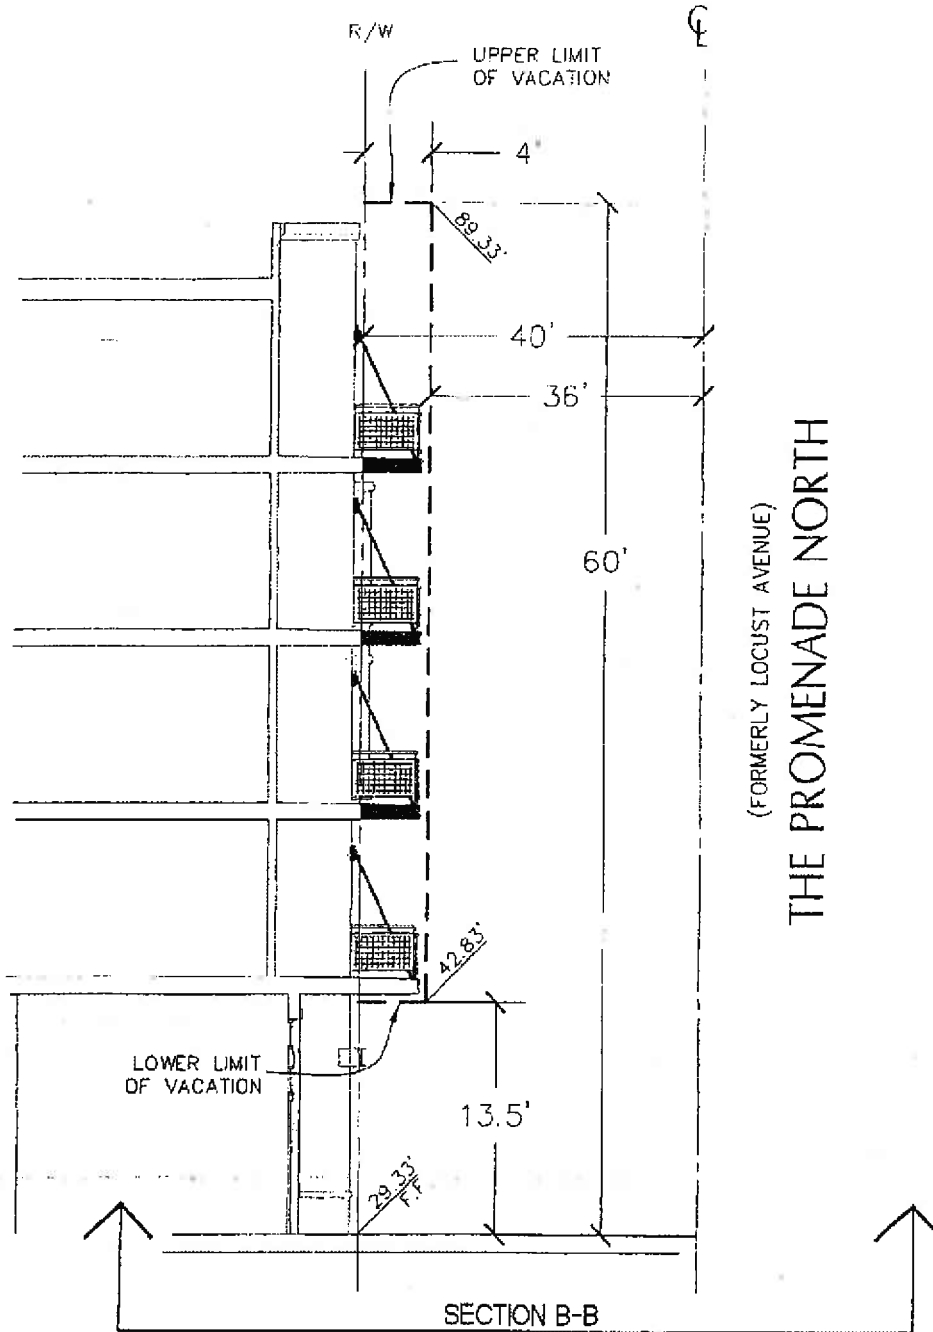 R/W
℄
UPPER LIMIT
OF VACATION
4'
89.33'
40'
36'
60'
(FORMERLY LOCUST AVENUE)
THE PROMENADE NORTH
42.83'
LOWER LIMIT
OF VACATION
13.5'
29.33'
F.F.
SECTION B-B